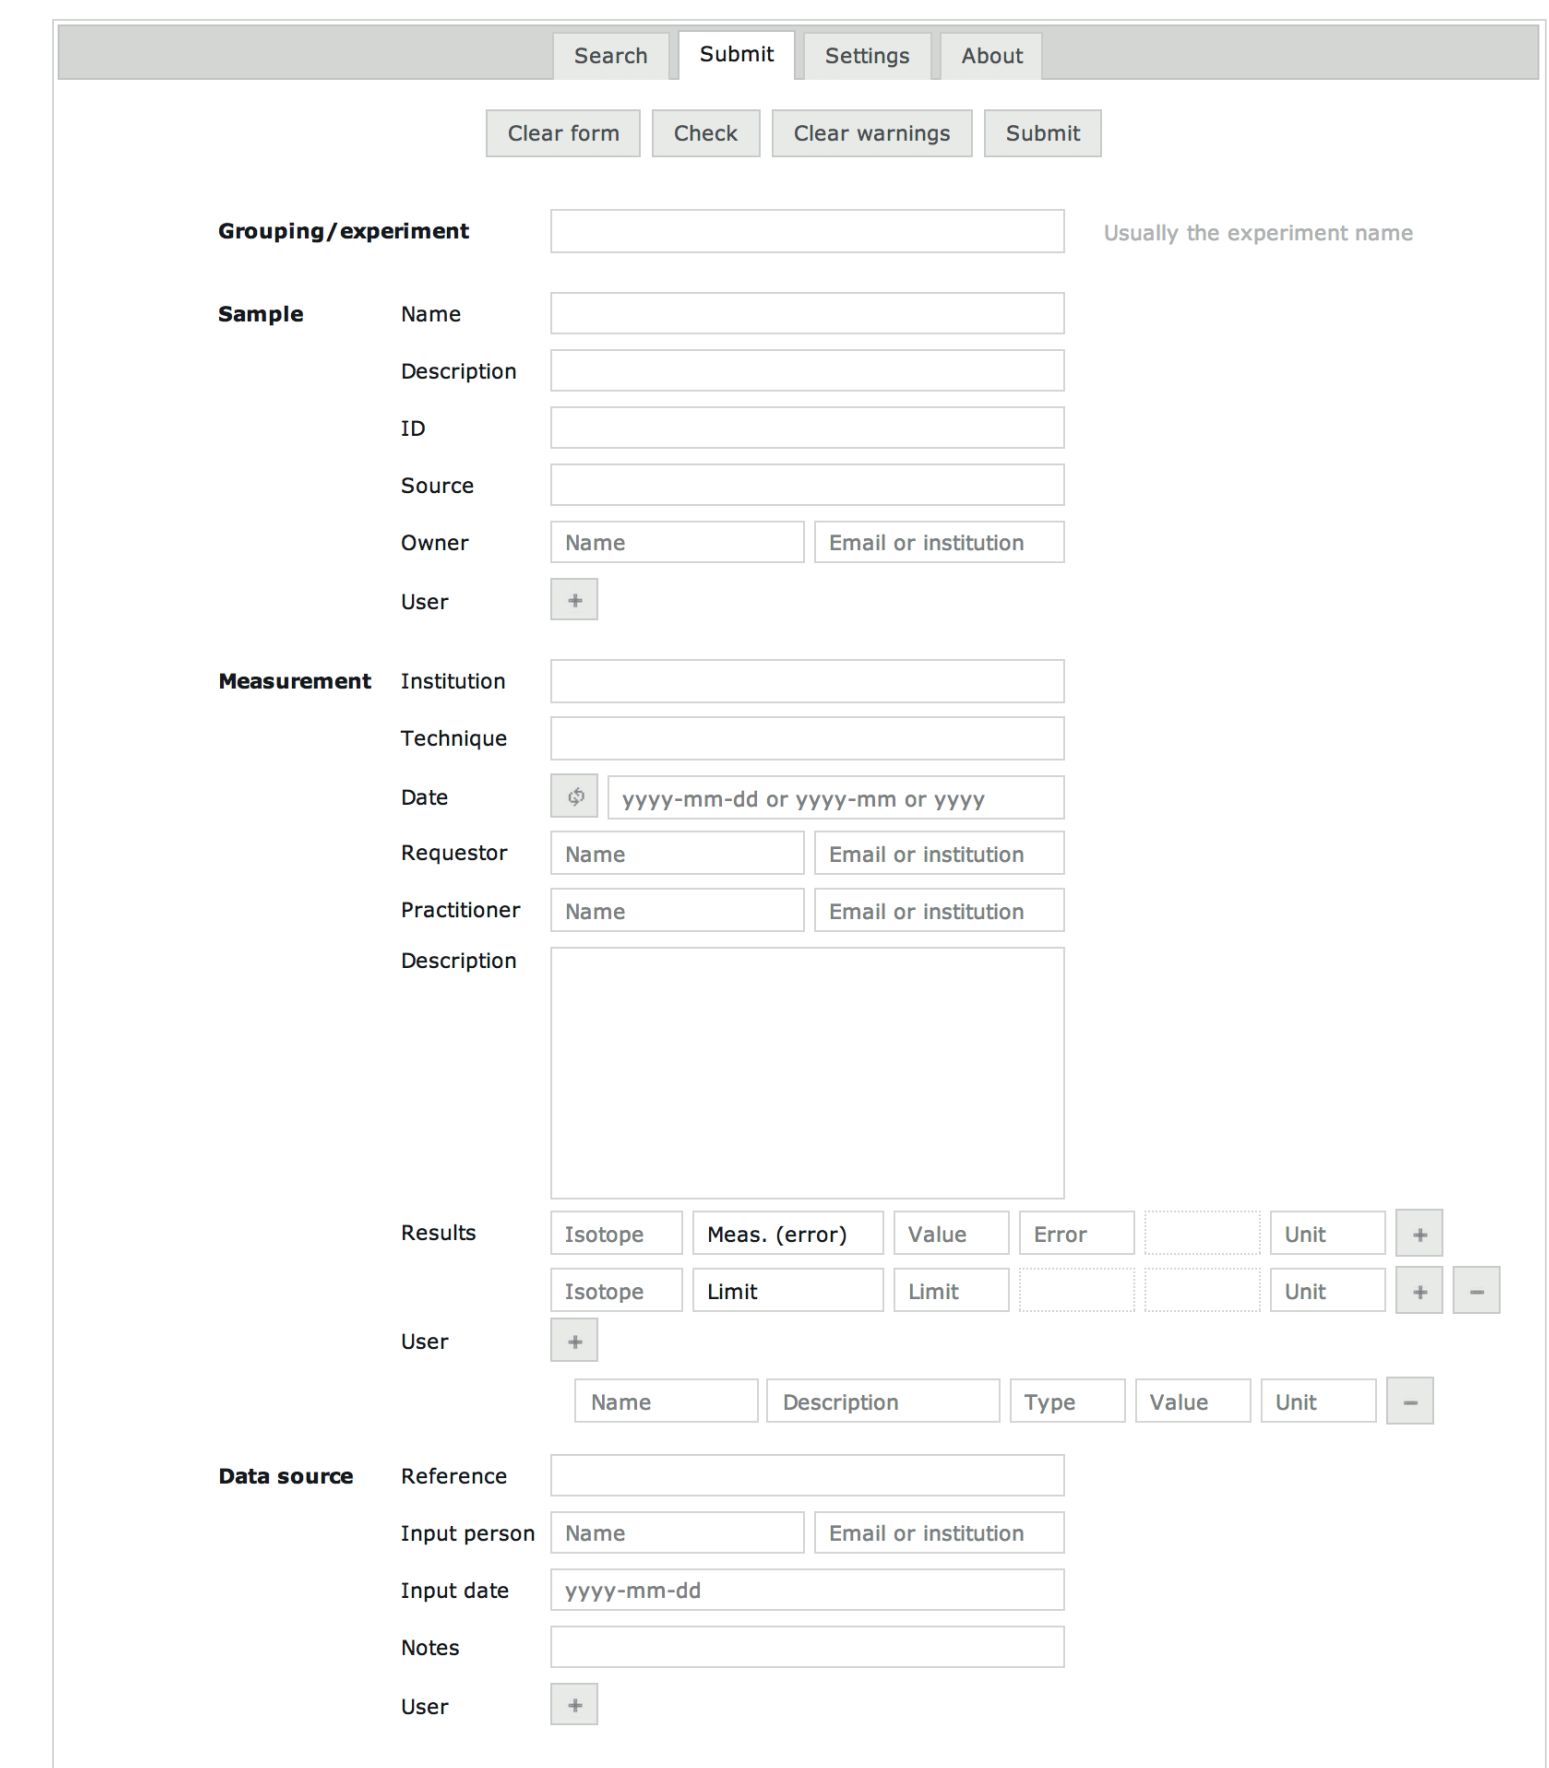 Search Submit Settings About
Clear form Check Clear warnings Submit
Grouping/experiment Usually the experiment name
Sample Name
Description
ID
Source
Owner Name Email or institution
User +
Measurement Institution
Technique
Date yyyy-mm-dd or yyyy-mm or yyyy
Requestor Name Email or institution
Practitioner Name Email or institution
Description
Results Isotope Meas. (error) Value Error Unit +
Isotope Limit Limit Unit + −
User +
Name Description Type Value Unit −
Data source Reference
Input person Name Email or institution
Input date yyyy-mm-dd
Notes
User +